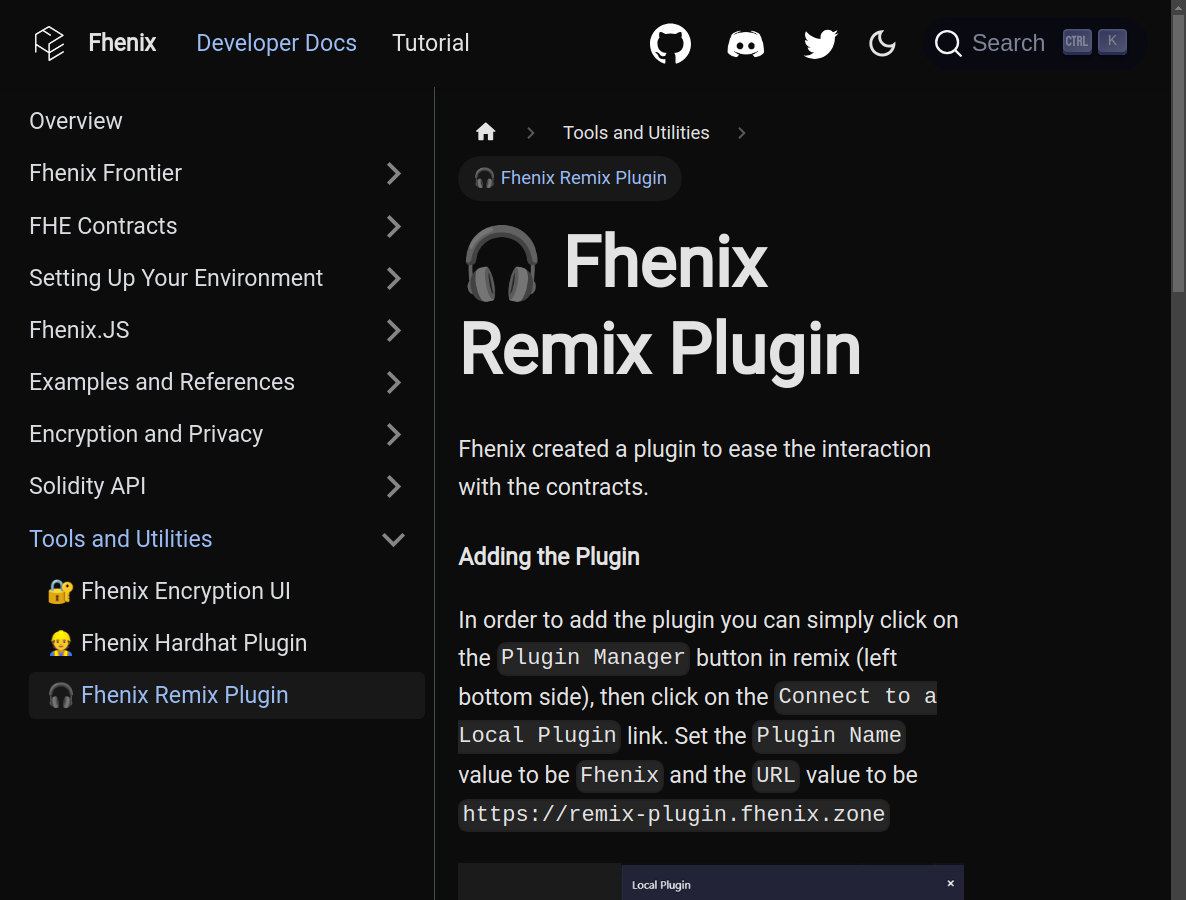 Fhenix Developer Docs Tutorial Search CTRL K
Overview
Fhenix Frontier
FHE Contracts
Setting Up Your Environment
Fhenix.JS
Examples and References
Encryption and Privacy
Solidity API
Tools and Utilities
🔐 Fhenix Encryption UI
👷 Fhenix Hardhat Plugin
🎧 Fhenix Remix Plugin
Tools and Utilities
🎧 Fhenix Remix Plugin
🎧 Fhenix
Remix Plugin
Fhenix created a plugin to ease the interaction
with the contracts.
Adding the Plugin
In order to add the plugin you can simply click on
the Plugin Manager button in remix (left
bottom side), then click on the Connect to a
Local Plugin link. Set the Plugin Name
value to be Fhenix and the URL value to be
https://remix-plugin.fhenix.zone
Local Plugin ×